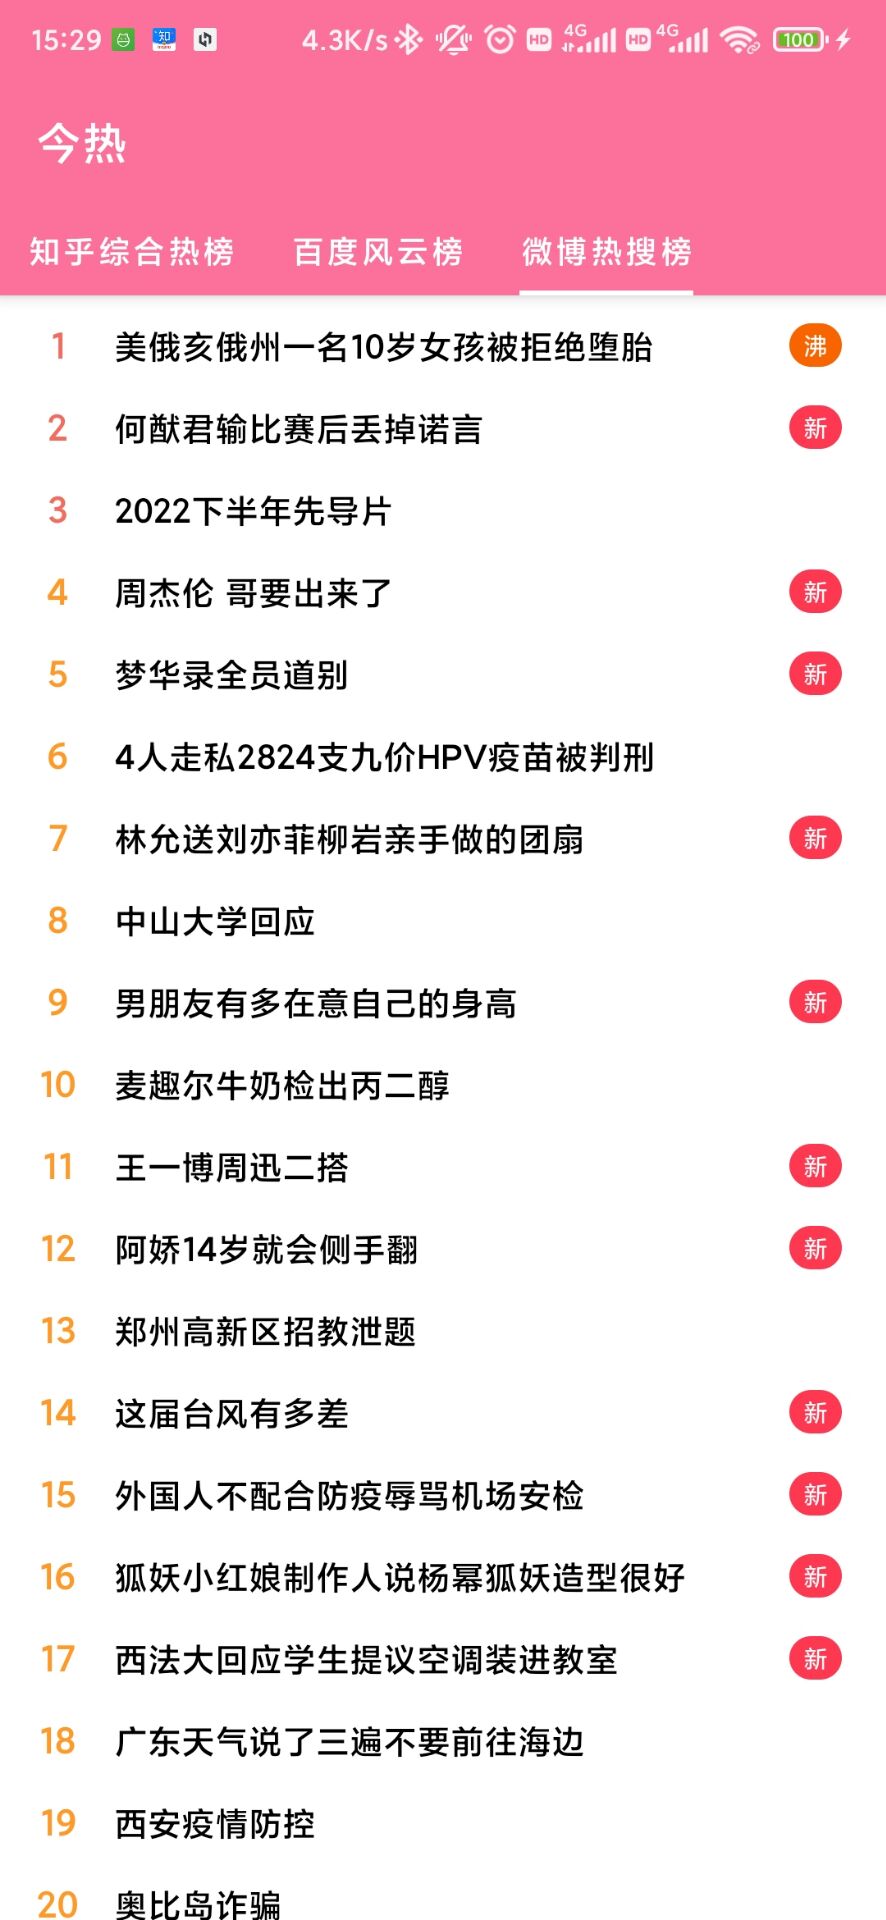 15:29 知 4.3K/s HD 4G HD 4G 100
今热
知乎综合热榜 百度风云榜 微博热搜榜
1 美俄亥俄州一名10岁女孩被拒绝堕胎 沸
2 何猷君输比赛后丢掉诺言 新
3 2022下半年先导片
4 周杰伦 哥要出来了 新
5 梦华录全员道别 新
6 4人走私2824支九价HPV疫苗被判刑
7 林允送刘亦菲柳岩亲手做的团扇 新
8 中山大学回应
9 男朋友有多在意自己的身高 新
10 麦趣尔牛奶检出丙二醇
11 王一博周迅二搭 新
12 阿娇14岁就会侧手翻 新
13 郑州高新区招教泄题
14 这届台风有多差 新
15 外国人不配合防疫辱骂机场安检 新
16 狐妖小红娘制作人说杨幂狐妖造型很好 新
17 西法大回应学生提议空调装进教室 新
18 广东天气说了三遍不要前往海边
19 西安疫情防控
20 奥比岛诈骗